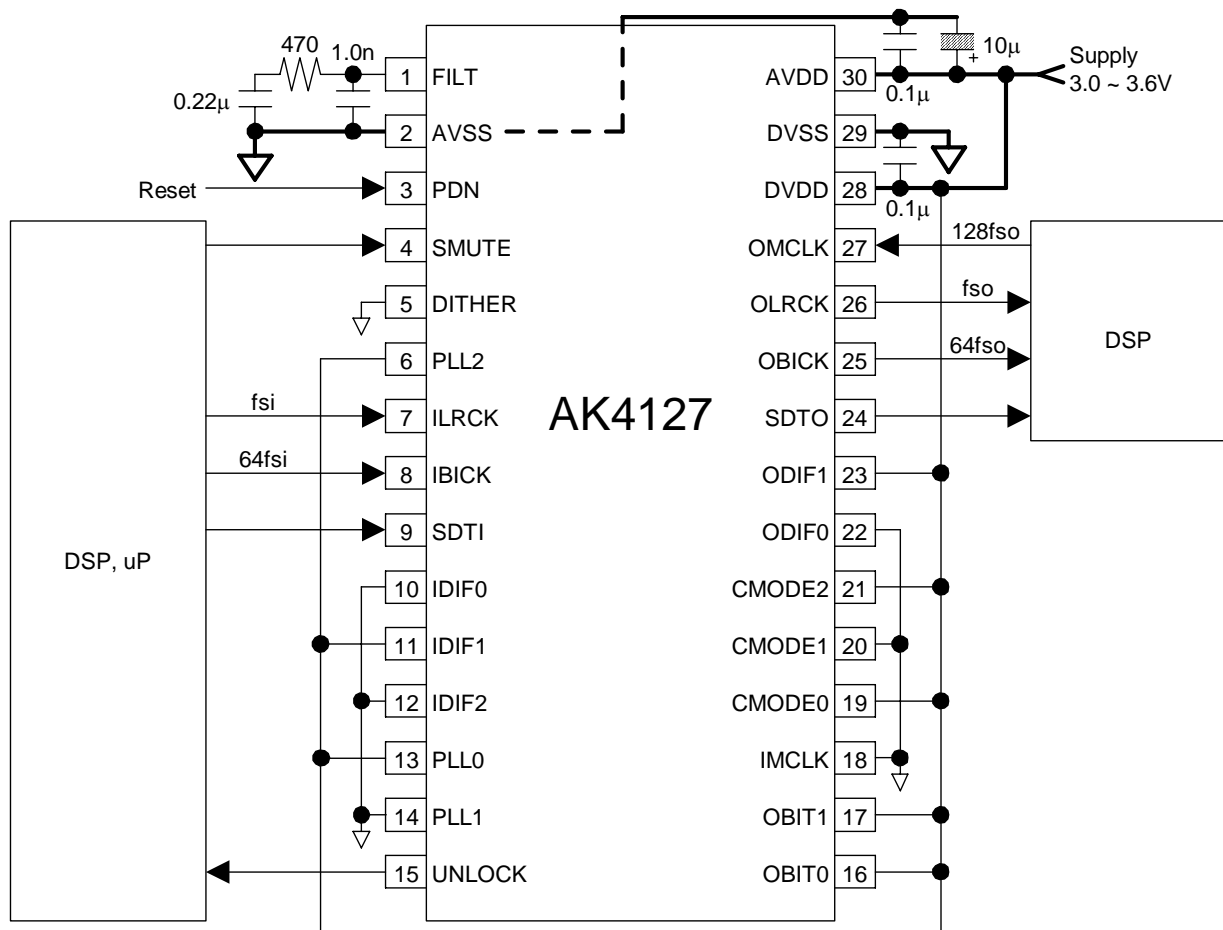 470
1.0n
0.22μ
10μ
+
Supply
3.0 ~ 3.6V
0.1μ
0.1μ
Reset
1 FILT
2 AVSS
3 PDN
4 SMUTE
5 DITHER
6 PLL2
7 ILRCK
8 IBICK
9 SDTI
10 IDIF0
11 IDIF1
12 IDIF2
13 PLL0
14 PLL1
15 UNLOCK
AK4127
AVDD 30
DVSS 29
DVDD 28
OMCLK 27
OLRCK 26
OBICK 25
SDTO 24
ODIF1 23
ODIF0 22
CMODE2 21
CMODE1 20
CMODE0 19
IMCLK 18
OBIT1 17
OBIT0 16
fsi
64fsi
DSP, uP
128fso
fso
64fso
DSP